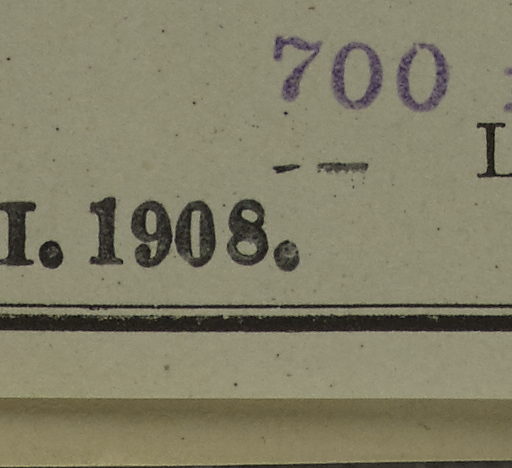 700
— — L
I. 1908.